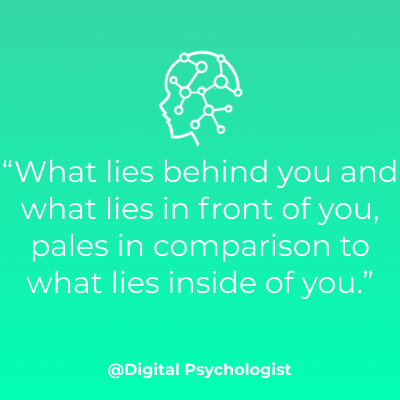 “What lies behind you and
what lies in front of you,
pales in comparison to
what lies inside of you.”
@Digital Psychologist